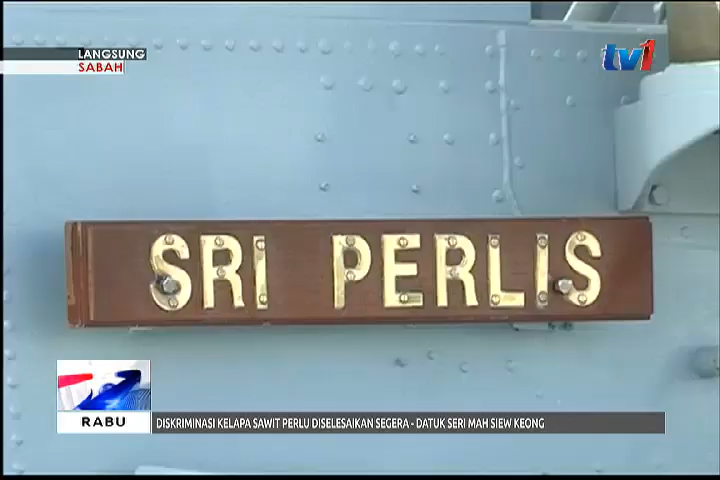 LANGSUNG
SABAH
tv1
SRI PERLIS
RABU
DISKRIMINASI KELAPA SAWIT PERLU DISELESAIKAN SEGERA - DATUK SERI MAH SIEW KEONG